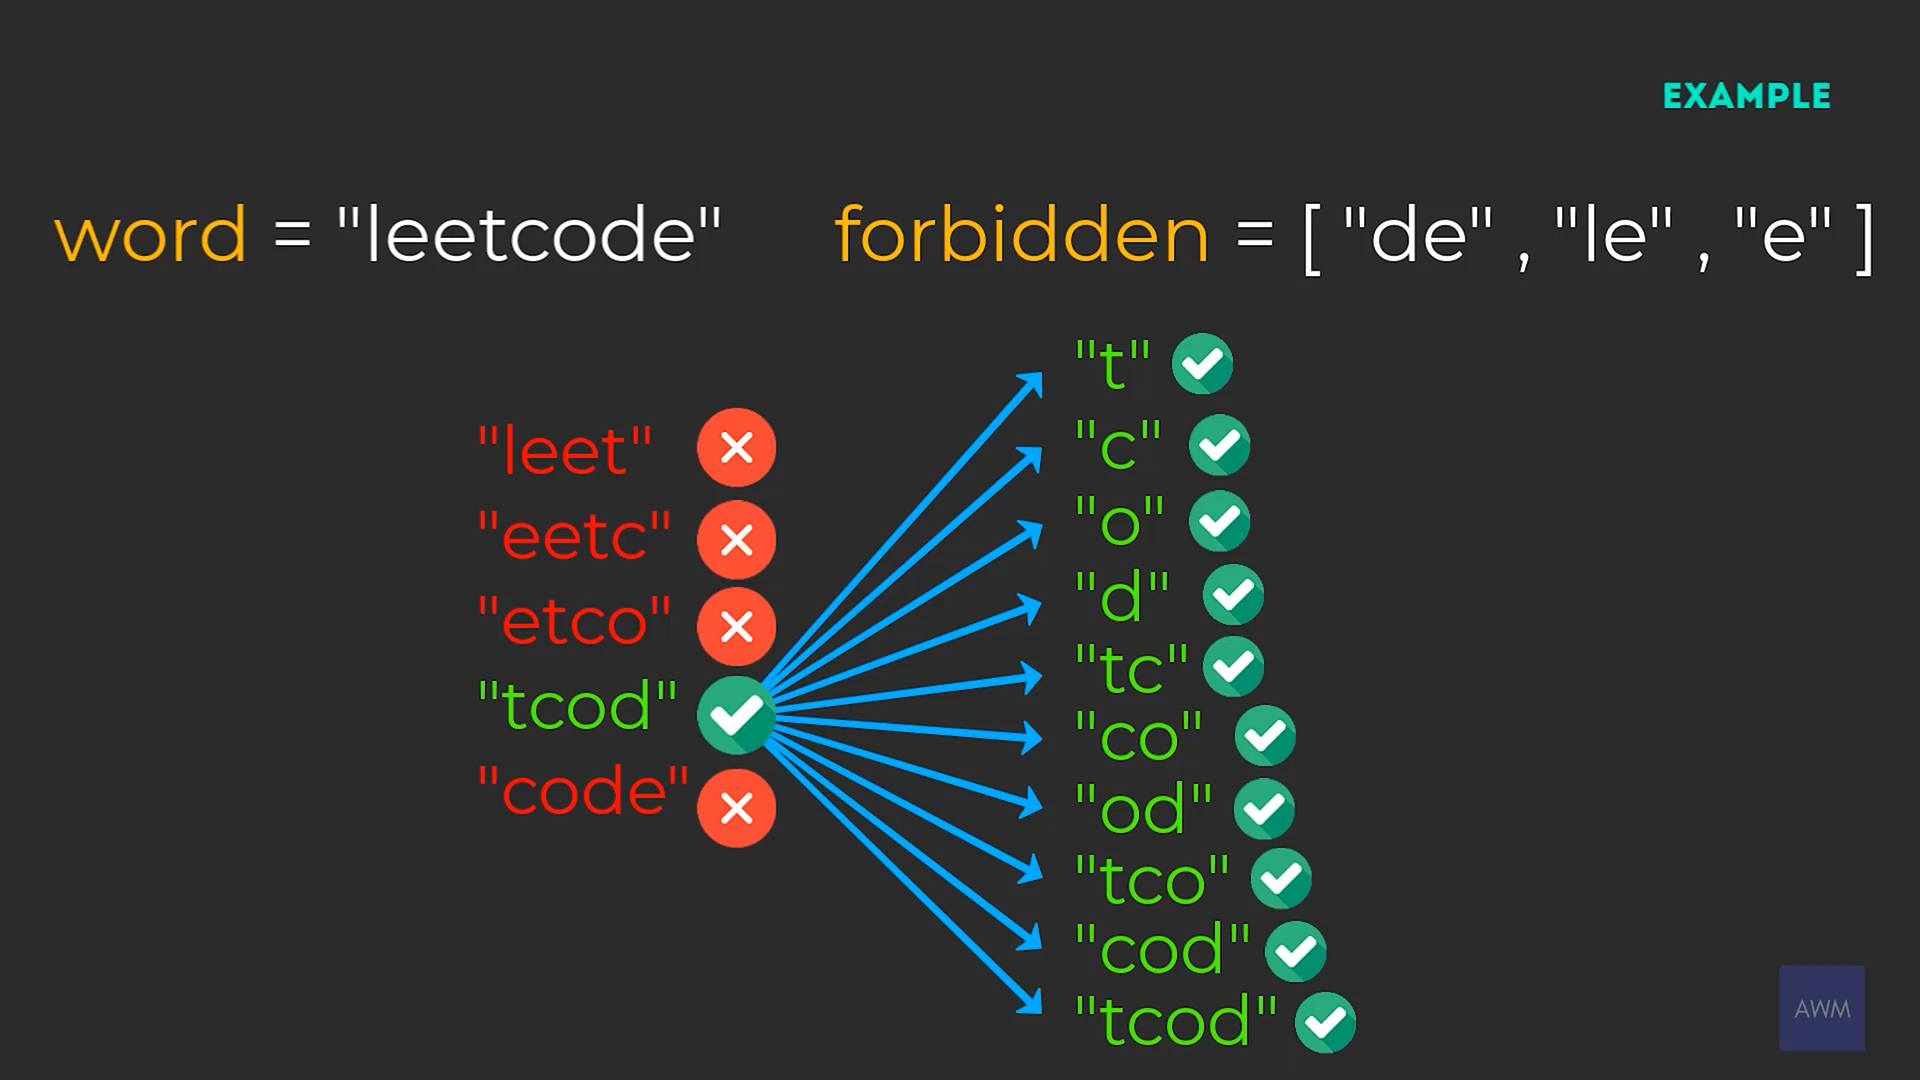 EXAMPLE
word = "leetcode" forbidden = [ "de" , "le" , "e" ]
"leet"
"eetc"
"etco"
"tcod"
"code"
"t"
"c"
"o"
"d"
"tc"
"co"
"od"
"tco"
"cod"
"tcod"
AWM